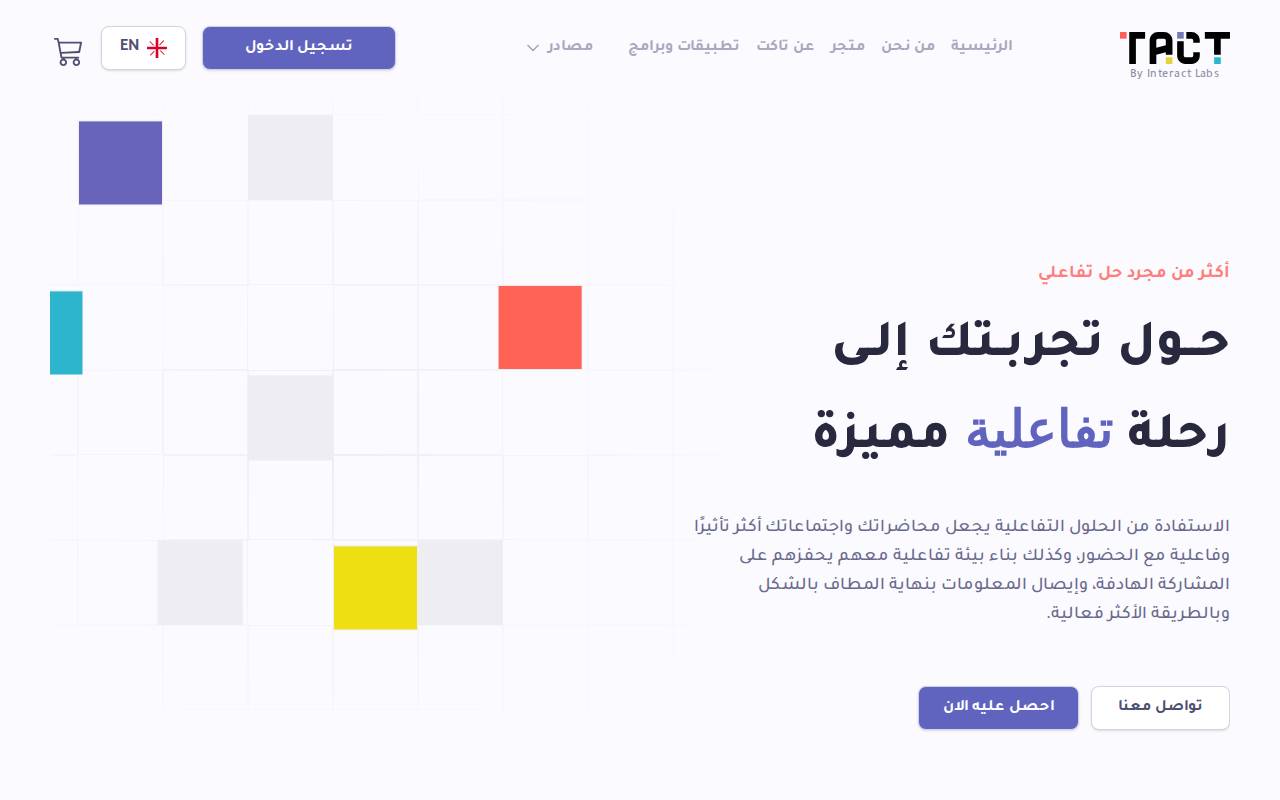 TACT
By Interact Labs
الرئيسية
من نحن
متجر
عن تاكت
تطبيقات وبرامج
مصادر
تسجيل الدخول
EN
أكثر من مجرد حل تفاعلي
حـول تجربـتك إلـى
رحلة تفاعلية مميزة
الاستفادة من الحلول التفاعلية يجعل محاضراتك واجتماعاتك أكثر تأثيرًا
وفاعلية مع الحضور، وكذلك بناء بيئة تفاعلية معهم يحفزهم على
المشاركة الهادفة، وإيصال المعلومات بنهاية المطاف بالشكل
وبالطريقة الأكثر فعالية.
تواصل معنا
احصل عليه الان